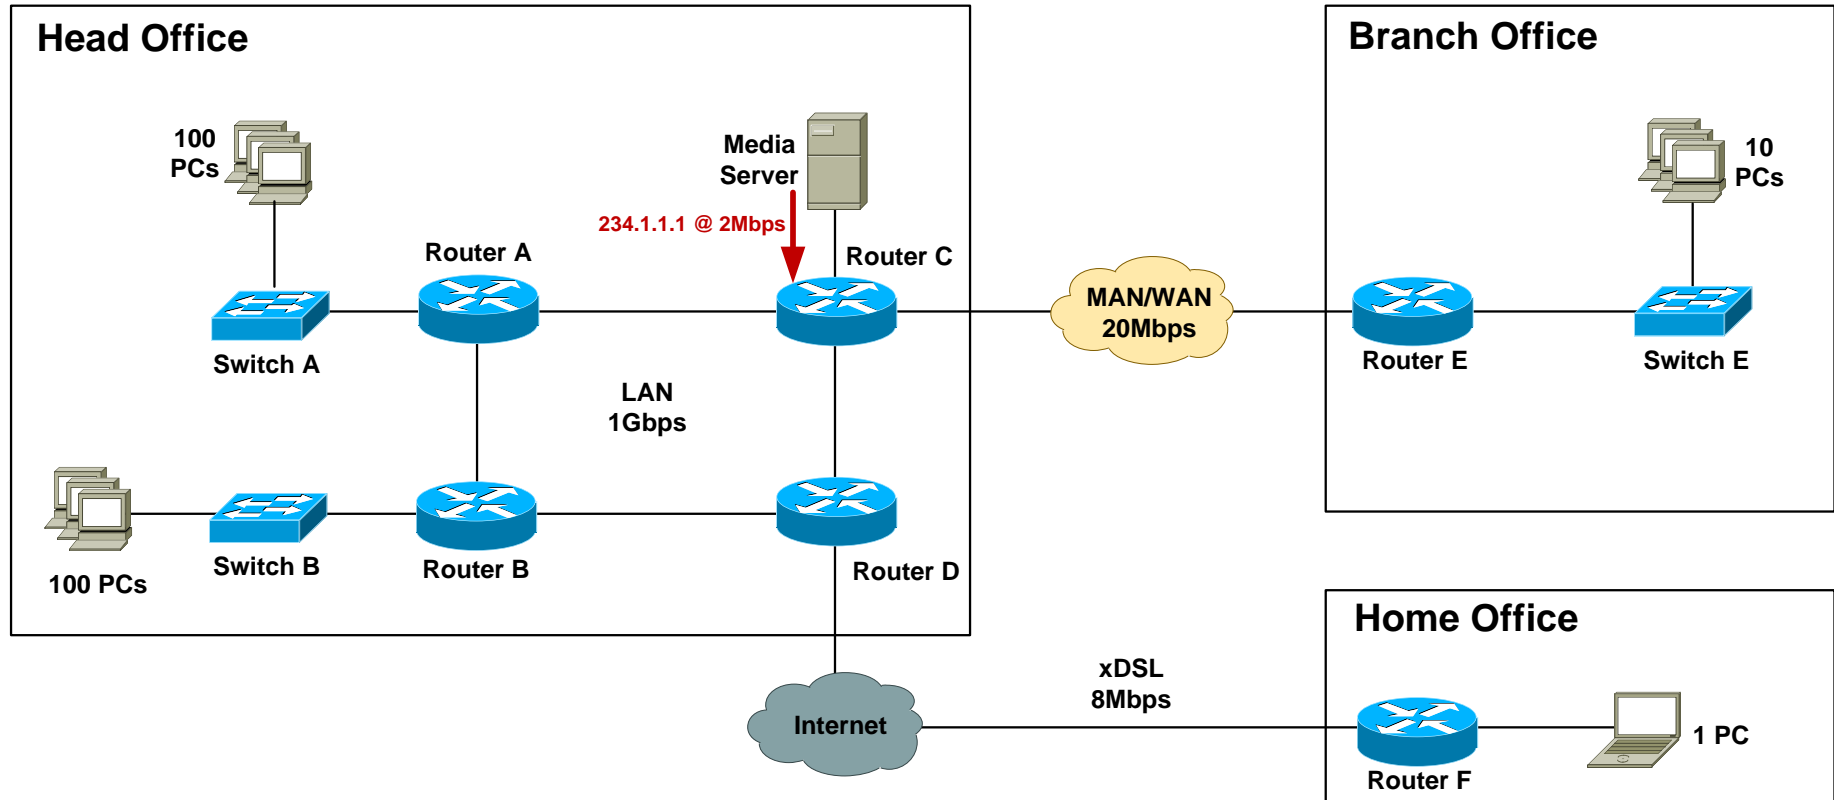 Head Office
Branch Office
100
PCs
Media
Server
10
PCs
234.1.1.1 @ 2Mbps
Router A
Router C
MAN/WAN
20Mbps
Switch A
Router E
Switch E
LAN
1Gbps
100 PCs
Switch B
Router B
Router D
Home Office
xDSL
8Mbps
Internet
1 PC
Router F